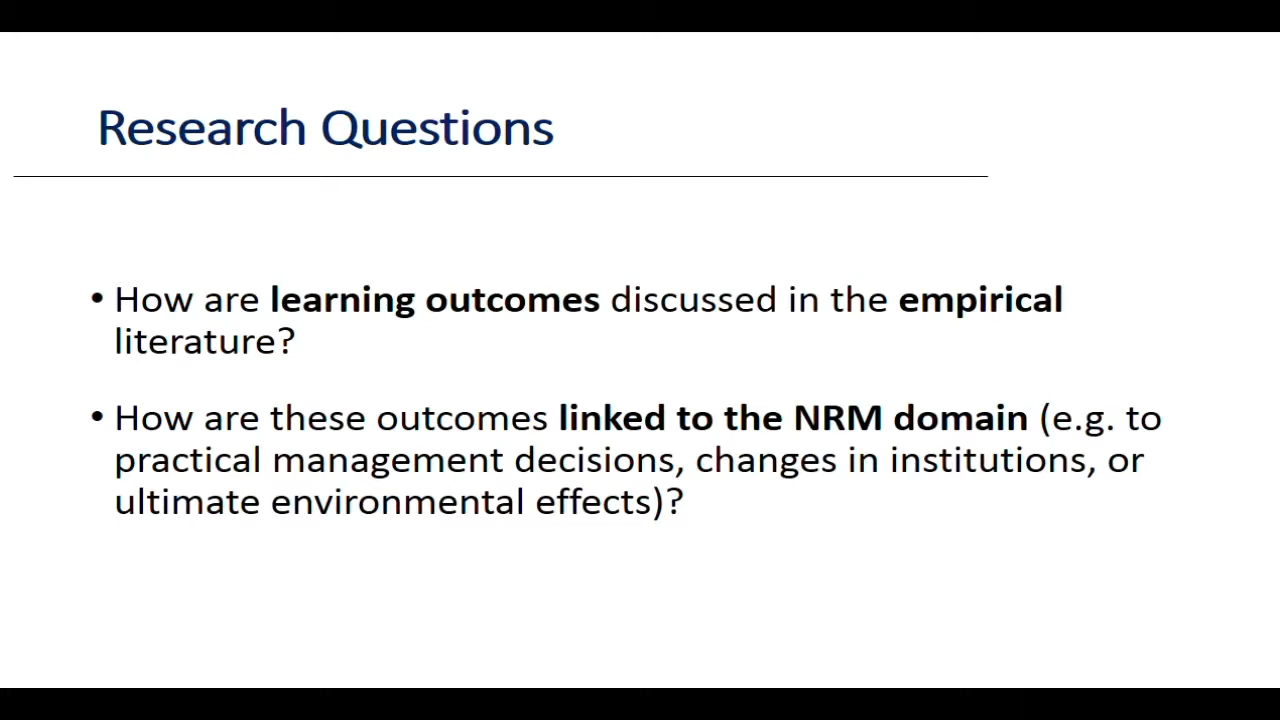 Research Questions
• How are learning outcomes discussed in the empirical
literature?
• How are these outcomes linked to the NRM domain (e.g. to
practical management decisions, changes in institutions, or
ultimate environmental effects)?